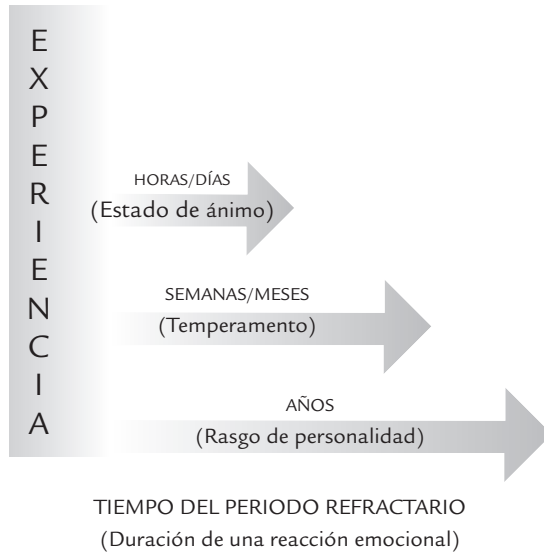 EXPERIENCIA
HORAS/DÍAS
(Estado de ánimo)
SEMANAS/MESES
(Temperamento)
AÑOS
(Rasgo de personalidad)
TIEMPO DEL PERIODO REFRACTARIO
(Duración de una reacción emocional)